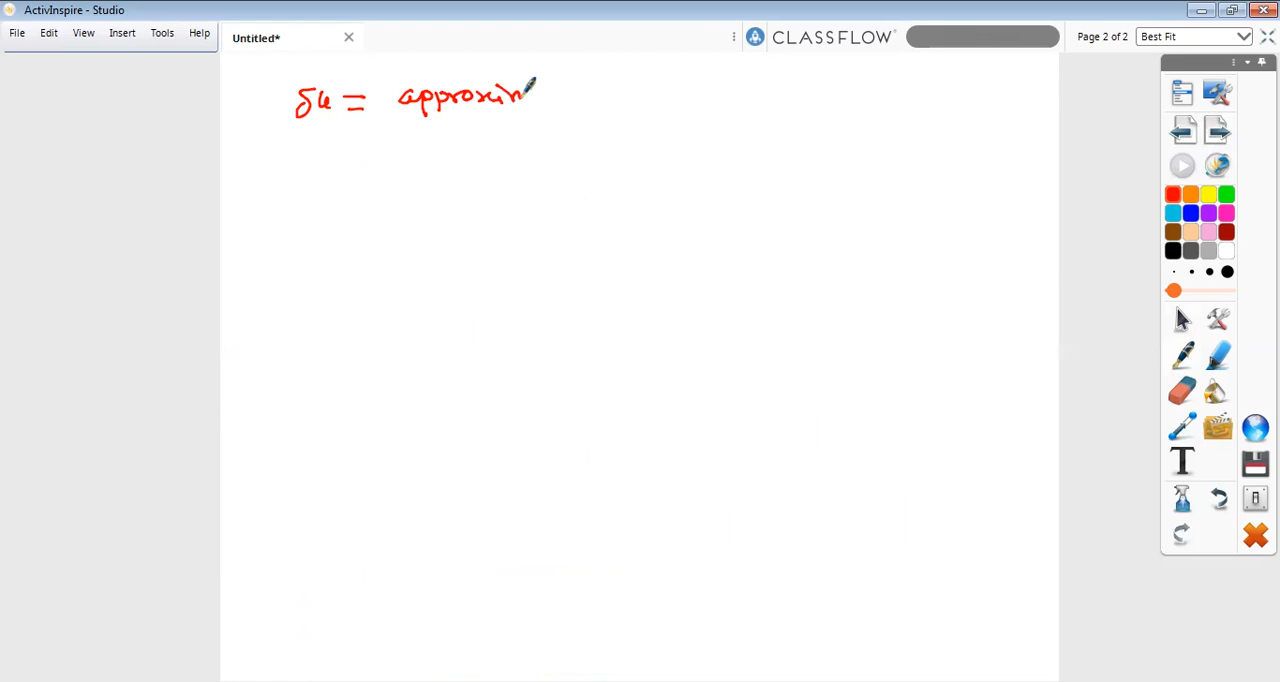 ActivInspire - Studio
File Edit View Insert Tools Help
Untitled*
CLASSFLOW
Page 2 of 2
Best Fit
δu = approxim
T